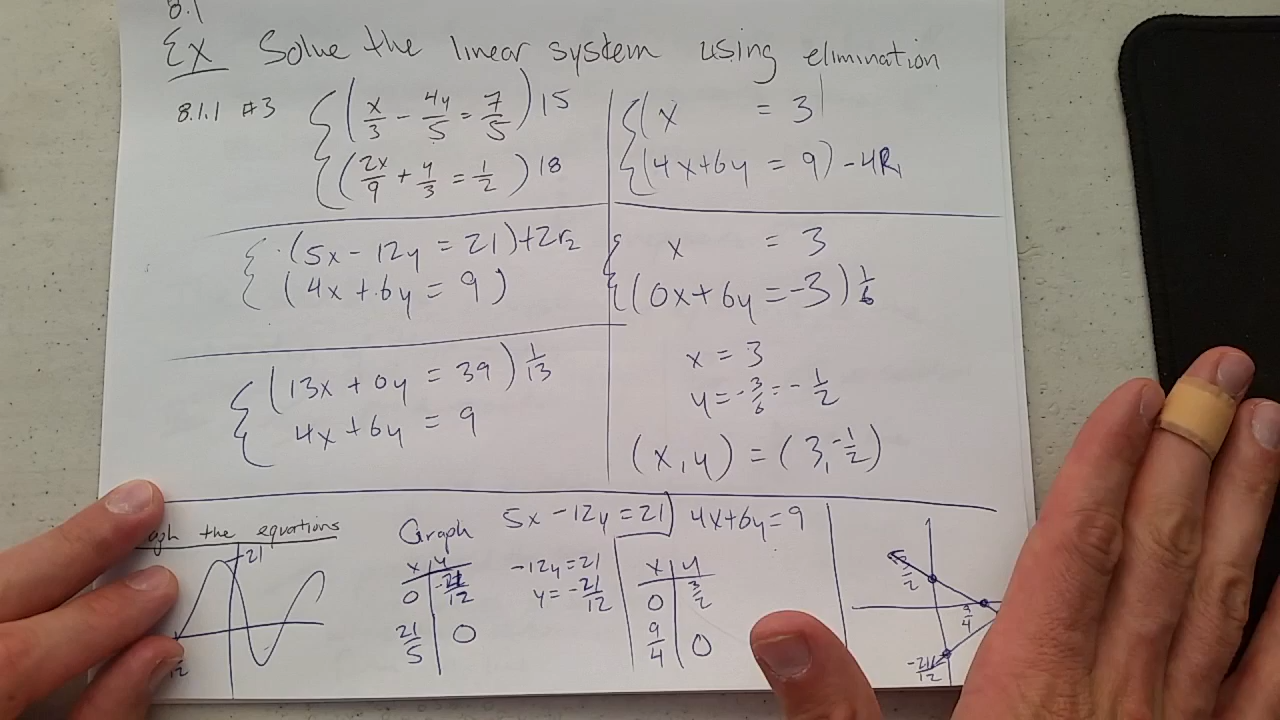 8.1
Ex Solve the linear system using elimination
8.1.1 #3
{ (x/3 - 4y/5 = 7/5) 15
{ (2x/9 + y/3 = 1/2) 18
{ (5x - 12y = 21) + 2r₂
{ (4x + 6y = 9)
{ (13x + 0y = 39) 1/13
4x + 6y = 9
{ (x = 3
{ (4x + 6y = 9) - 4R₁
{ x = 3
{ (0x + 6y = -3) 1/6
x = 3
y = -3/6 = -1/2
(x, y) = (3, -1/2)
the equations
21
12
Graph 5x - 12y = 21
x | y
0 | -21/12
21/5 | 0
-12y = 21
y = -21/12
4x + 6y = 9
x | y
0 | 3/2
9/4 | 0
3/2
9/4
-21/12